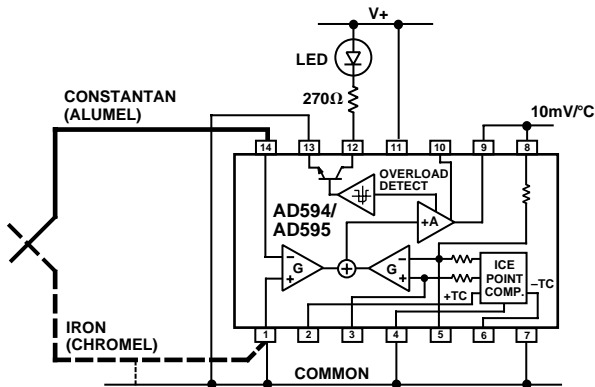 V+
LED
270Ω
CONSTANTAN
(ALUMEL)
10mV/°C
14
13
12
11
10
9
8
OVERLOAD
DETECT
AD594/
AD595
+A
–
G
+
+
–
G
+
ICE
POINT
COMP.
+TC
–TC
IRON
(CHROMEL)
1
2
3
4
5
6
7
COMMON